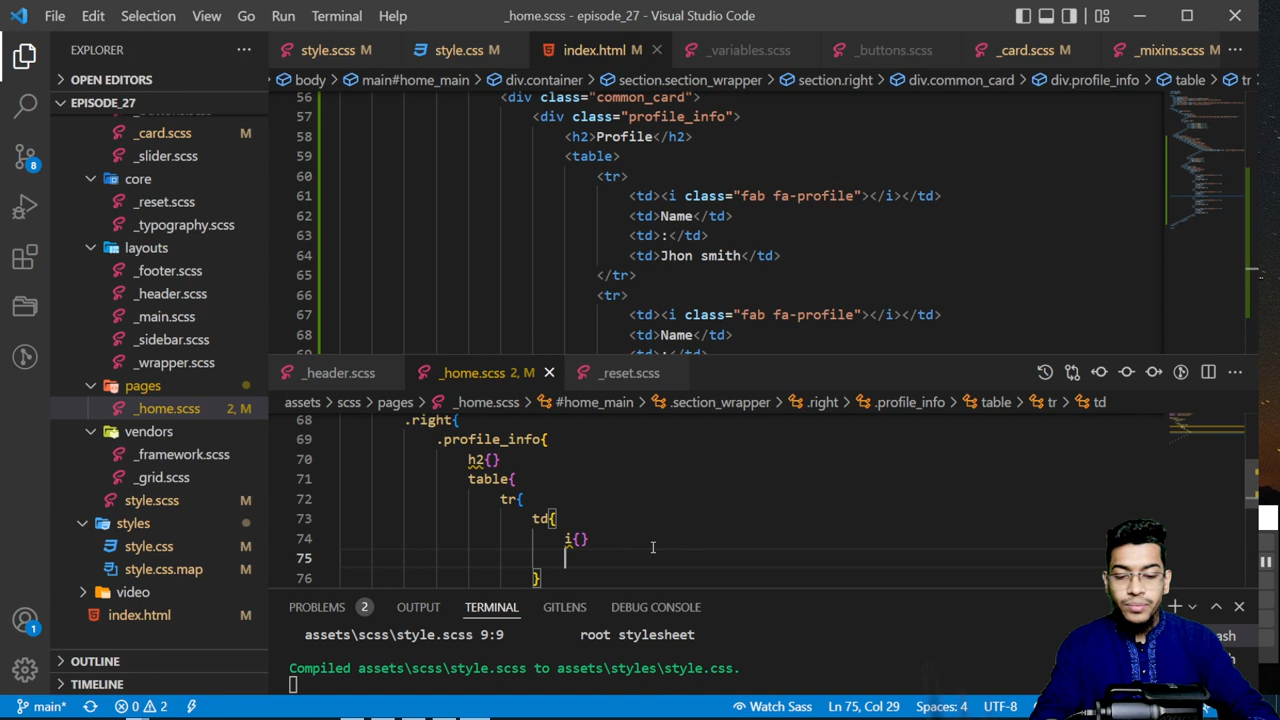 File Edit Selection View Go Run Terminal Help
_home.scss - episode_27 - Visual Studio Code
EXPLORER
OPEN EDITORS
EPISODE_27
_card.scss M
_slider.scss
core
_reset.scss
_typography.scss
layouts
_footer.scss
_header.scss
_main.scss
_sidebar.scss
_wrapper.scss
pages
_home.scss 2, M
vendors
_framework.scss
_grid.scss
style.scss M
styles
style.css M
style.css.map M
video
index.html M
OUTLINE
TIMELINE
8
1
style.scss M style.css M index.html M _variables.scss _buttons.scss _card.scss M _mixins.scss M
body main#home_main div.container section.section_wrapper section.right div.common_card div.profile_info table tr
56 <div class="common_card">
57 <div class="profile_info">
58 <h2>Profile</h2>
59 <table>
60 <tr>
61 <td><i class="fab fa-profile"></i></td>
62 <td>Name</td>
63 <td>:</td>
64 <td>Jhon smith</td>
65 </tr>
66 <tr>
67 <td><i class="fab fa-profile"></i></td>
68 <td>Name</td>
69 <td>:</td>
_header.scss _home.scss 2, M _reset.scss
assets scss pages _home.scss #home_main .section_wrapper .right .profile_info table tr td
68 .right{
69 .profile_info{
70 h2{}
71 table{
72 tr{
73 td{
74 i{}
75
76 }
PROBLEMS 2 OUTPUT TERMINAL GITLENS DEBUG CONSOLE
assets\scss\style.scss 9:9 root stylesheet
Compiled assets\scss\style.scss to assets\styles\style.css.
main* 0 2 Watch Sass Ln 75, Col 29 Spaces: 4 UTF-8